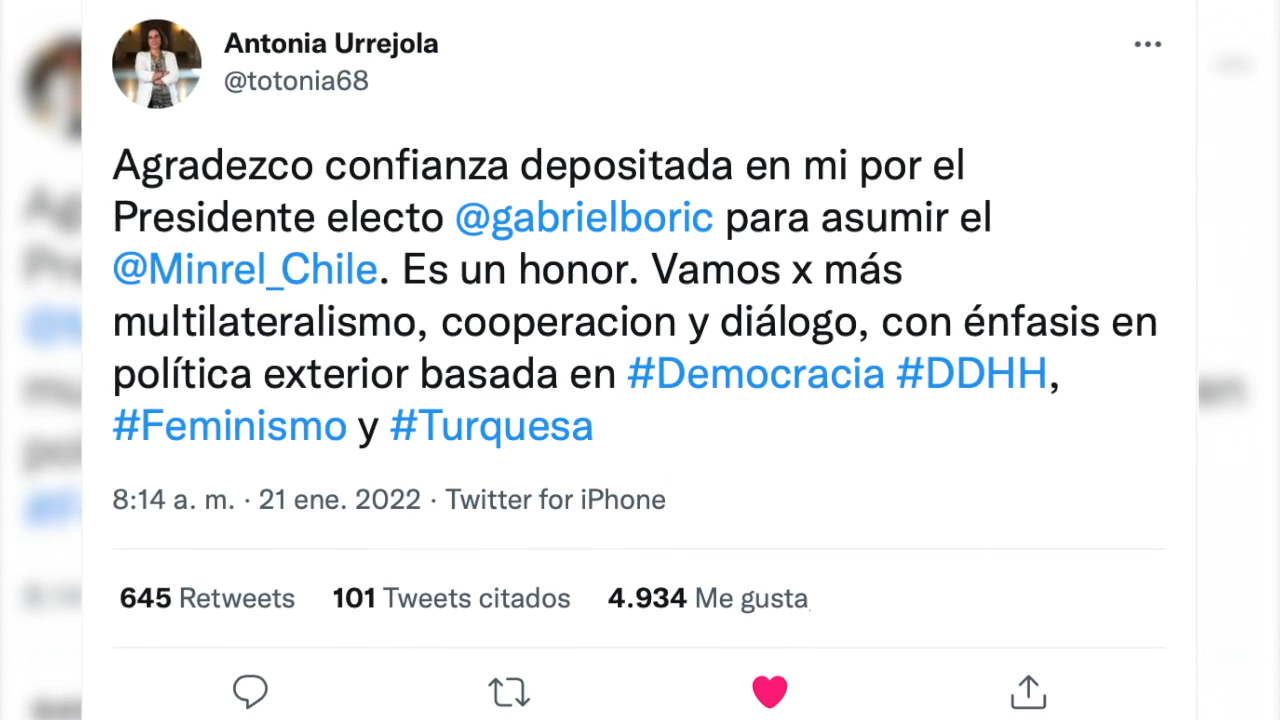 Antonia Urrejola
@totonia68
Agradezco confianza depositada en mi por el
Presidente electo @gabrielboric para asumir el
@Minrel_Chile. Es un honor. Vamos x más
multilateralismo, cooperacion y diálogo, con énfasis en
política exterior basada en #Democracia #DDHH,
#Feminismo y #Turquesa
8:14 a. m. · 21 ene. 2022 · Twitter for iPhone
645 Retweets 101 Tweets citados 4.934 Me gusta